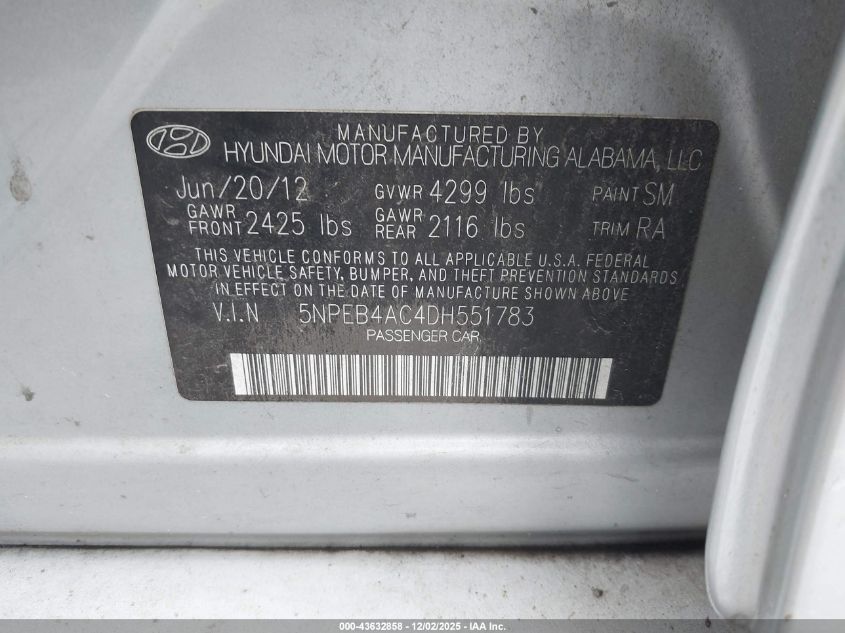 MANUFACTURED BY
HYUNDAI MOTOR MANUFACTURING ALABAMA, LLC
Jun/20/12 GVWR 4299 lbs PAINT SM
GAWR FRONT 2425 lbs GAWR REAR 2116 lbs TRIM RA
THIS VEHICLE CONFORMS TO ALL APPLICABLE U.S.A. FEDERAL
MOTOR VEHICLE SAFETY, BUMPER, AND THEFT PREVENTION STANDARDS
IN EFFECT ON THE DATE OF MANUFACTURE SHOWN ABOVE
V.I.N 5NPEB4AC4DH551783
PASSENGER CAR
000-43632858 - 12/02/2025 - IAA Inc.